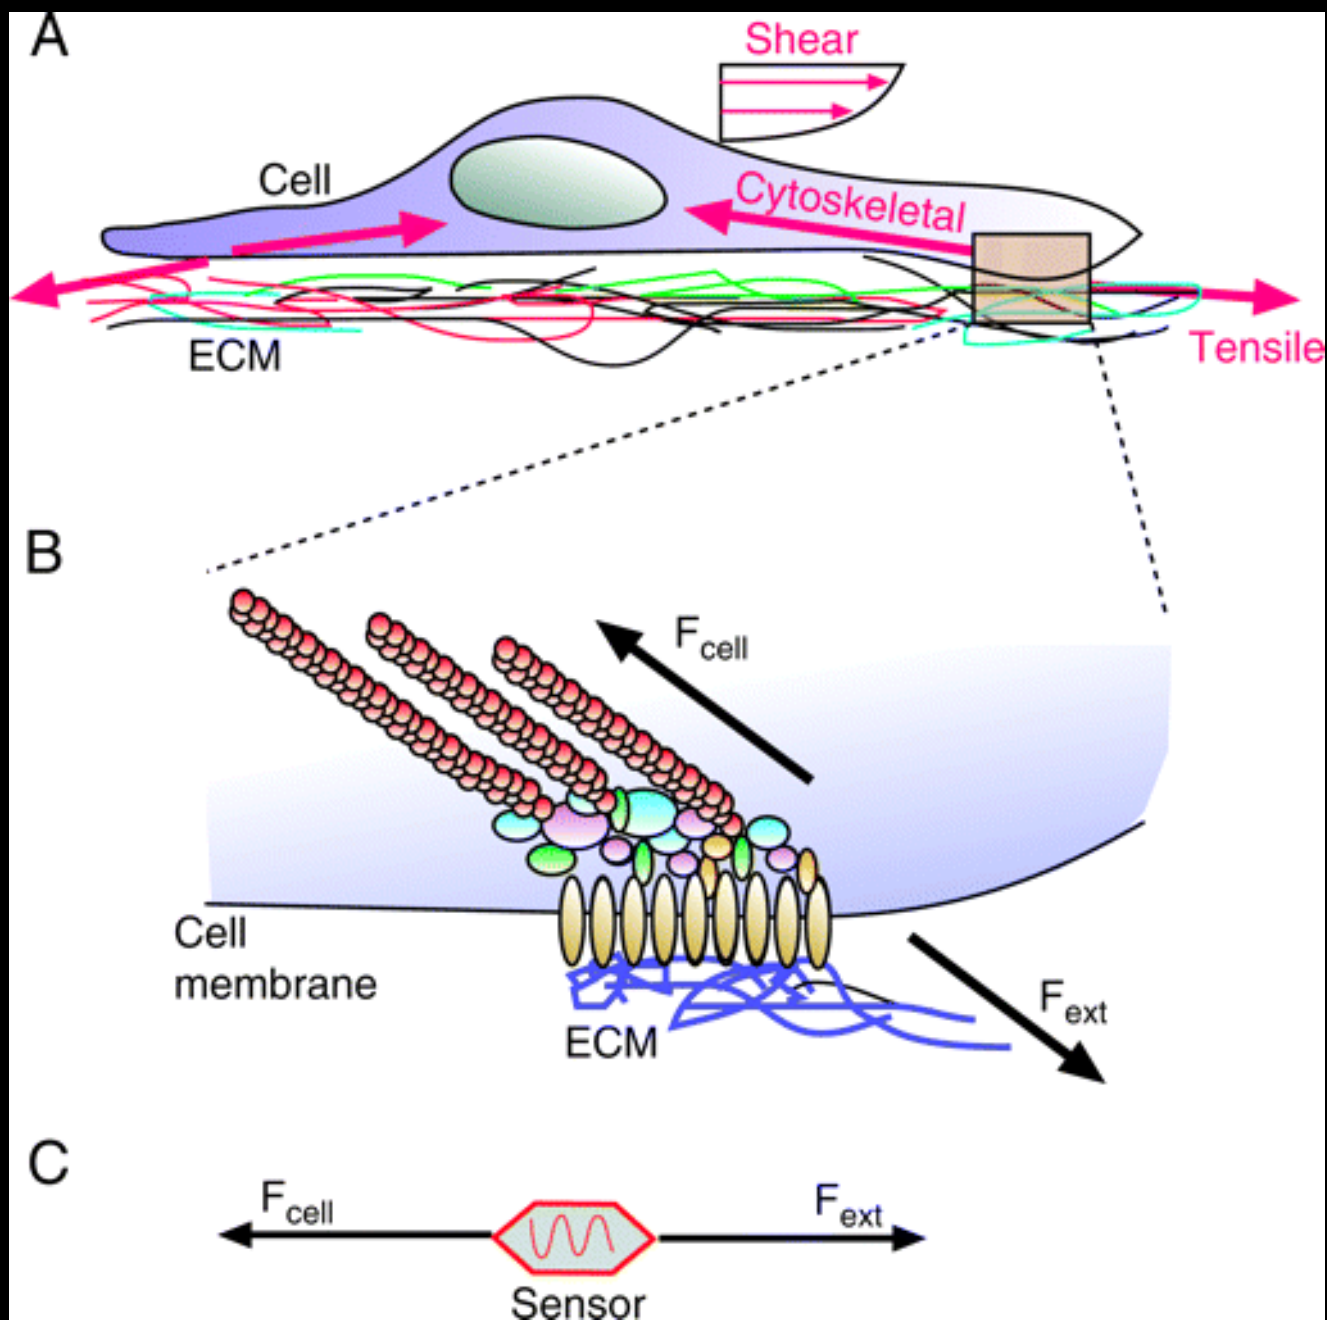 A
Shear
Cell
Cytoskeletal
ECM
Tensile
B
Fcell
Cell
membrane
ECM
Fext
C
Fcell
Fext
Sensor